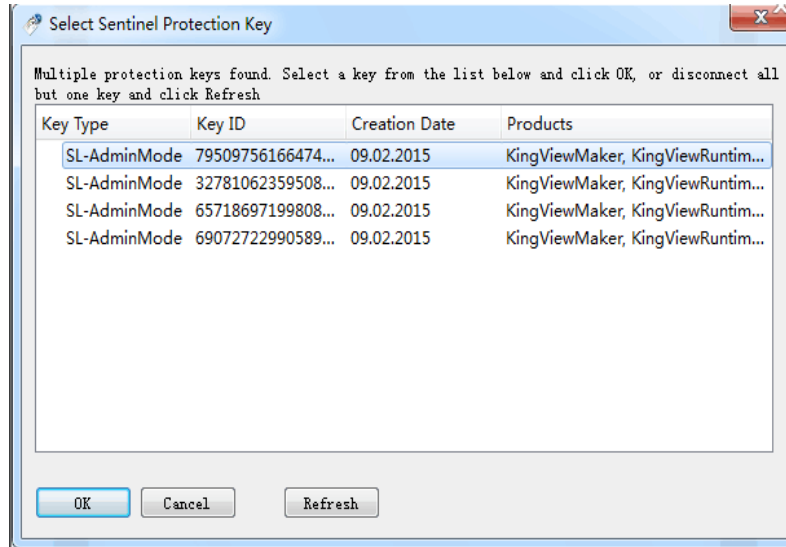 Select Sentinel Protection Key
Multiple protection keys found. Select a key from the list below and click OK, or disconnect all
but one key and click Refresh
Key Type Key ID Creation Date Products
SL-AdminMode 79509756166474... 09.02.2015 KingViewMaker, KingViewRuntim...
SL-AdminMode 32781062359508... 09.02.2015 KingViewMaker, KingViewRuntim...
SL-AdminMode 65718697199808... 09.02.2015 KingViewMaker, KingViewRuntim...
SL-AdminMode 69072722990589... 09.02.2015 KingViewMaker, KingViewRuntim...
OK Cancel Refresh